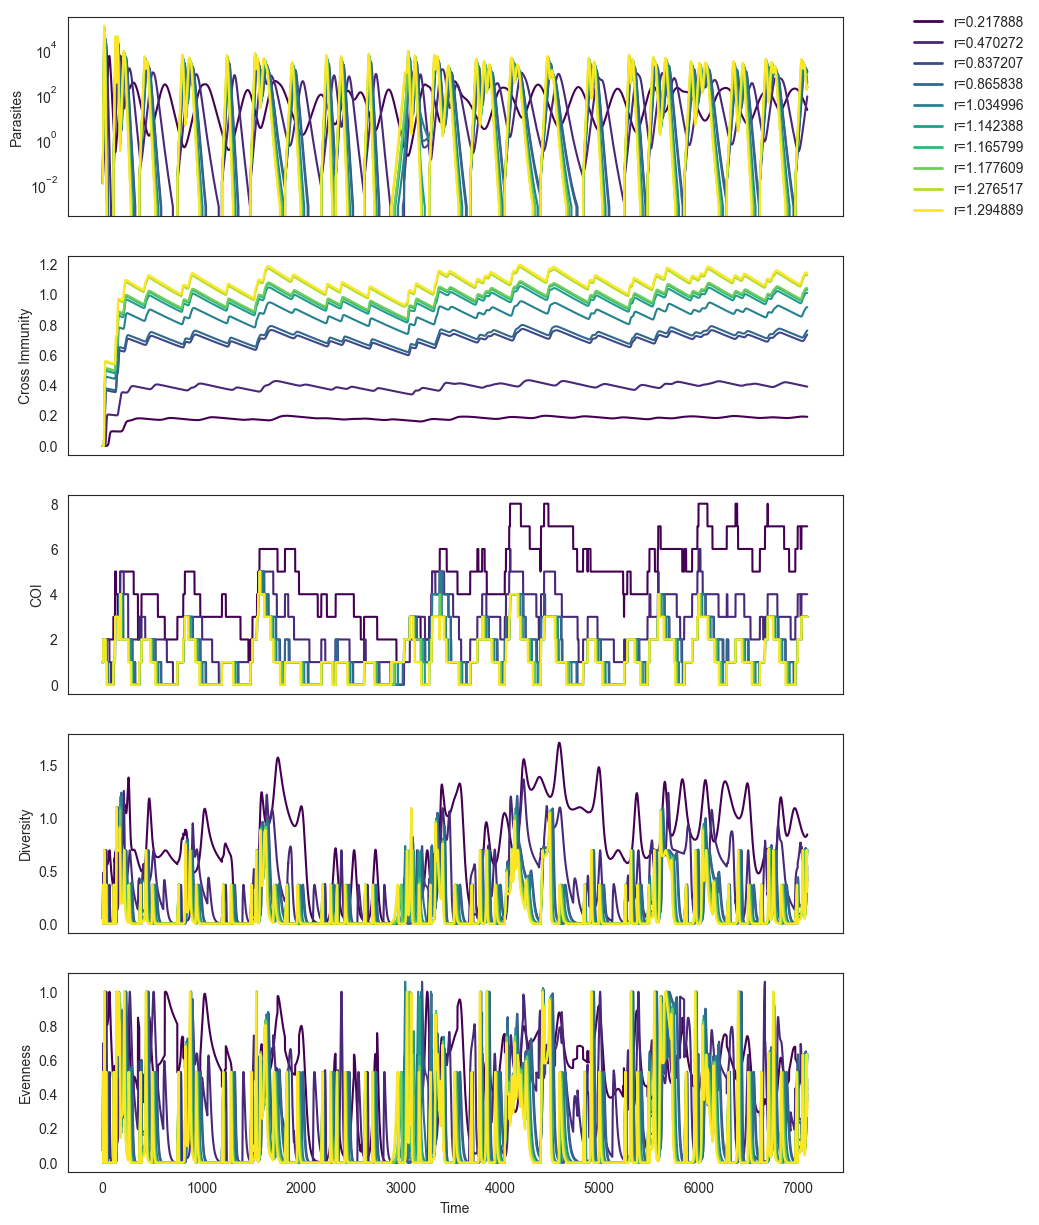 10^4
10^2
10^0
10^−2
Parasites
r=0.217888
r=0.470272
r=0.837207
r=0.865838
r=1.034996
r=1.142388
r=1.165799
r=1.177609
r=1.276517
r=1.294889
1.2
1.0
0.8
0.6
0.4
0.2
0.0
Cross Immunity
8
6
4
2
0
COI
1.5
1.0
0.5
0.0
Diversity
1.0
0.8
0.6
0.4
0.2
0.0
Evenness
0 1000 2000 3000 4000 5000 6000 7000
Time